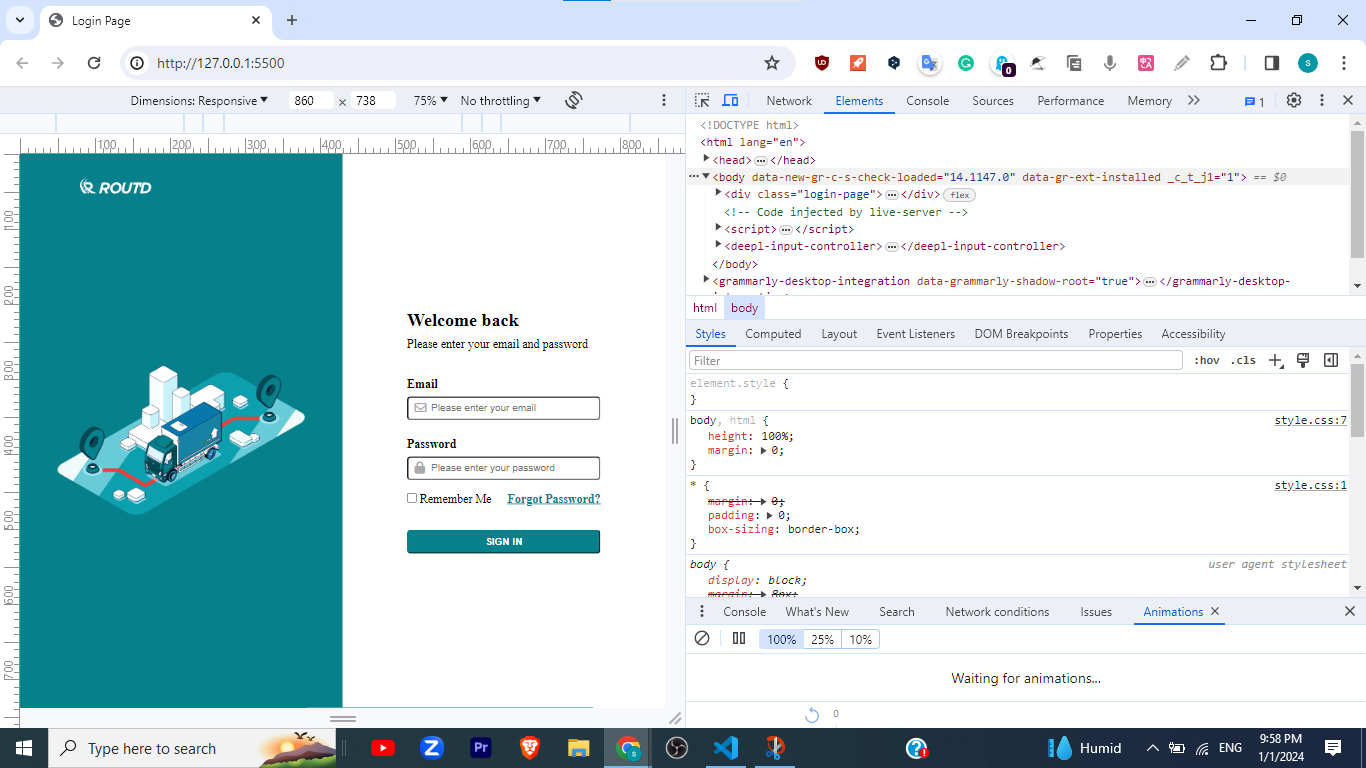 Login Page
http://127.0.0.1:5500
0
S
Dimensions: Responsive
860
x
738
75%
No throttling
Network
Elements
Console
Sources
Performance
Memory
1
100
200
300
400
500
600
700
800
100
200
300
400
500
600
700
ROUTD
Welcome back
Please enter your email and password
Email
Please enter your email
Password
Please enter your password
Remember Me
Forgot Password?
SIGN IN
<!DOCTYPE html>
<html lang="en">
<head>…</head>
<body data-new-gr-c-s-check-loaded="14.1147.0" data-gr-ext-installed _c_t_j1="1"> == $0
<div class="login-page">…</div> flex
<!-- Code injected by live-server -->
<script>…</script>
<deepl-input-controller>…</deepl-input-controller>
</body>
<grammarly-desktop-integration data-grammarly-shadow-root="true">…</grammarly-desktop-
html
body
Styles
Computed
Layout
Event Listeners
DOM Breakpoints
Properties
Accessibility
Filter
:hov
.cls
element.style {
}
body, html {
style.css:7
height: 100%;
margin: 0;
}
* {
style.css:1
margin: 0;
padding: 0;
box-sizing: border-box;
}
body {
user agent stylesheet
display: block;
margin: 8px;
Console
What's New
Search
Network conditions
Issues
Animations
100%
25%
10%
Waiting for animations...
0
Type here to search
Pr
Humid
ENG
9:58 PM
1/1/2024